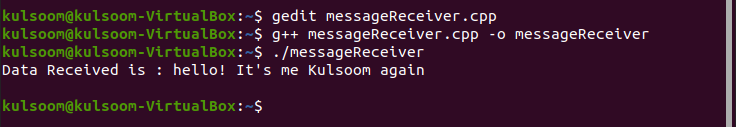 kulsoom@kulsoom-VirtualBox:~$ gedit messageReceiver.cpp
kulsoom@kulsoom-VirtualBox:~$ g++ messageReceiver.cpp -o messageReceiver
kulsoom@kulsoom-VirtualBox:~$ ./messageReceiver
Data Received is : hello! It's me Kulsoom again
kulsoom@kulsoom-VirtualBox:~$